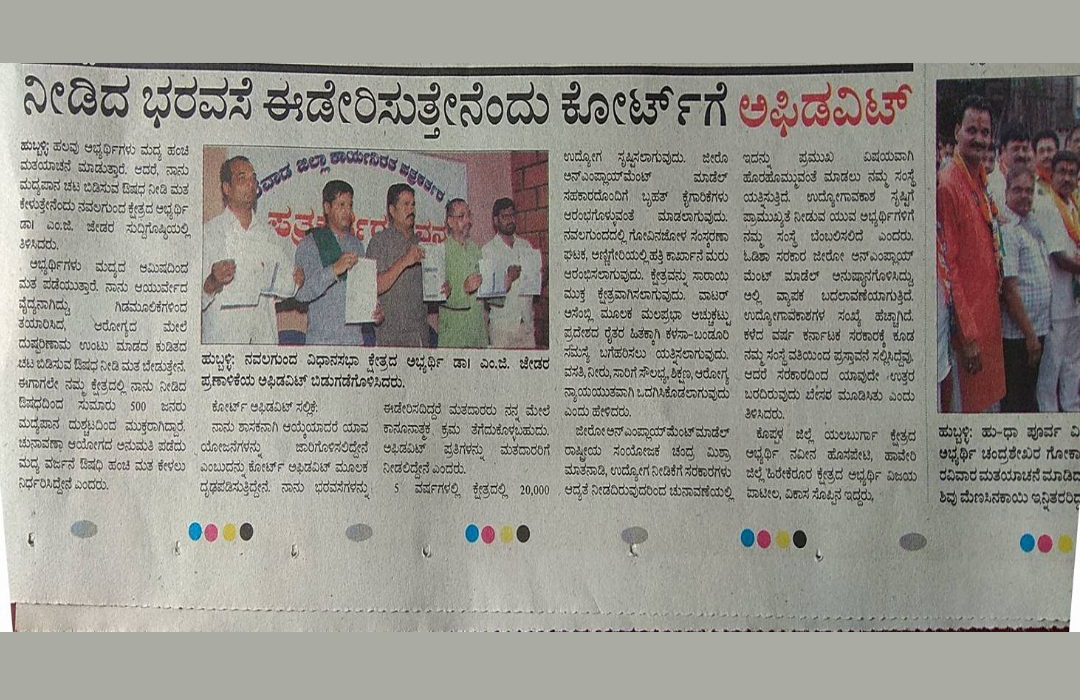 ನೀಡಿದ ಭರವಸೆ ಈಡೇರಿಸುತ್ತೇನೆಂದು ಕೋರ್ಟ್‌ಗೆ ಅಫಿಡವಿಟ್
ಹುಬ್ಬಳ್ಳಿ: ಹಲವು ಅಭ್ಯರ್ಥಿಗಳು ಮದ್ಯ ಹಂಚಿ
ಮತಯಾಚನೆ ಮಾಡುತ್ತಾರೆ. ಆದರೆ, ನಾನು
ಮದ್ಯಪಾನ ಚಟ ಬಿಡಿಸುವ ಔಷಧ ನೀಡಿ ಮತ
ಕೇಳುತ್ತೇನೆಂದು ನವಲಗುಂದ ಕ್ಷೇತ್ರದ ಅಭ್ಯರ್ಥಿ
ಡಾ। ಎಂ.ಜಿ. ಜೇಡರ ಸುದ್ದಿಗೋಷ್ಠಿಯಲ್ಲಿ
ತಿಳಿಸಿದರು.
ಅಭ್ಯರ್ಥಿಗಳು ಮದ್ಯದ ಆಮಿಷದಿಂದ
ಮತ ಪಡೆಯುತ್ತಾರೆ. ನಾನು ಆಯುರ್ವೇದ
ವೈದ್ಯನಾಗಿದ್ದು, ಗಿಡಮೂಲಿಕೆಗಳಿಂದ
ತಯಾರಿಸಿದ, ಆರೋಗ್ಯದ ಮೇಲೆ
ದುಷ್ಪರಿಣಾಮ ಉಂಟು ಮಾಡದ ಕುಡಿತದ
ಚಟ ಬಿಡಿಸುವ ಔಷಧ ನೀಡಿ ಮತ ಬೇಡುತ್ತೇನೆ.
ಈಗಾಗಲೇ ನಮ್ಮ ಕ್ಷೇತ್ರದಲ್ಲಿ ನಾನು ನೀಡಿದ
ಔಷಧದಿಂದ ಸುಮಾರು 500 ಜನರು
ಮದ್ಯಪಾನ ದುಶ್ಚಟದಿಂದ ಮುಕ್ತರಾಗಿದ್ದಾರೆ.
ಚುನಾವಣಾ ಆಯೋಗದ ಅನುಮತಿ ಪಡೆದು
ಮದ್ಯ ವರ್ಜನೆ ಔಷಧಿ ಹಂಚಿ ಮತ ಕೇಳಲು
ನಿರ್ಧರಿಸಿದ್ದೇನೆ ಎಂದರು.
ವಾಡ ಜಿಲ್ಲಾ ಕಾರ್ಯನಿರತ ಪತ್ರಕರ್ತರ
ಹುಬ್ಬಳ್ಳಿ: ನವಲಗುಂದ ವಿಧಾನಸಭಾ ಕ್ಷೇತ್ರದ ಅಭ್ಯರ್ಥಿ ಡಾ। ಎಂ.ಜಿ. ಜೇಡರ
ಪ್ರಣಾಳಿಕೆಯ ಅಫಿಡವಿಟ್ ಬಿಡುಗಡೆಗೊಳಿಸಿದರು.
ಕೋರ್ಟ್ ಅಫಿಡವಿಟ್ ಸಲ್ಲಿಕೆ:
ನಾನು ಶಾಸಕನಾಗಿ ಆಯ್ಕೆಯಾದರೆ ಯಾವ
ಯೋಜನೆಗಳನ್ನು ಜಾರಿಗೊಳಿಸಲಿದ್ದೇನೆ
ಎಂಬುದನ್ನು ಕೋರ್ಟ್ ಅಫಿಡವಿಟ್ ಮೂಲಕ
ದೃಢಪಡಿಸುತ್ತಿದ್ದೇನೆ. ನಾನು ಭರವಸೆಗಳನ್ನು
ಈಡೇರಿಸದಿದ್ದರೆ ಮತದಾರರು ನನ್ನ ಮೇಲೆ
ಕಾನೂನಾತ್ಮಕ ಕ್ರಮ ತೆಗೆದುಕೊಳ್ಳಬಹುದು.
ಅಫಿಡವಿಟ್ ಪ್ರತಿಗಳನ್ನು ಮತದಾರರಿಗೆ
ನೀಡಲಿದ್ದೇನೆ ಎಂದರು.
5 ವರ್ಷಗಳಲ್ಲಿ ಕ್ಷೇತ್ರದಲ್ಲಿ 20,000
ಉದ್ಯೋಗ ಸೃಷ್ಟಿಸಲಾಗುವುದು. ಜೀರೊ
ಅನ್‌ಎಂಪ್ಲಾಯ್‌ಮೆಂಟ್ ಮಾಡೆಲ್
ಸಹಕಾರದೊಂದಿಗೆ ಬೃಹತ್ ಕೈಗಾರಿಕೆಗಳು
ಆರಂಭಗೊಳ್ಳುವಂತೆ ಮಾಡಲಾಗುವುದು.
ನವಲಗುಂದದಲ್ಲಿ ಗೋವಿನಜೋಳ ಸಂಸ್ಕರಣಾ
ಘಟಕ, ಅಣ್ಣಿಗೇರಿಯಲ್ಲಿ ಹತ್ತಿ ಕಾರ್ಖಾನೆ ಮರು
ಆರಂಭಿಸಲಾಗುವುದು. ಕ್ಷೇತ್ರವನ್ನು ಸಾರಾಯಿ
ಮುಕ್ತ ಕ್ಷೇತ್ರವಾಗಿಸಲಾಗುವುದು. ವಾಟರ್
ಅಸೆಂಬ್ಲಿ ಮೂಲಕ ಮಲಪ್ರಭಾ ಅಚ್ಚುಕಟ್ಟು
ಪ್ರದೇಶದ ರೈತರ ಹಿತಕ್ಕಾಗಿ ಕಳಸಾ-ಬಂಡೂರಿ
ಸಮಸ್ಯೆ ಬಗೆಹರಿಸಲು ಯತ್ನಿಸಲಾಗುವುದು.
ವಸತಿ, ನೀರು, ಸಾರಿಗೆ ಸೌಲಭ್ಯ, ಶಿಕ್ಷಣ, ಆರೋಗ್ಯ
ನ್ಯಾಯಯುತವಾಗಿ ಒದಗಿಸಿಕೊಡಲಾಗುವುದು
ಎಂದು ಹೇಳಿದರು.
ಜೀರೋ ಅನ್‌ಎಂಪ್ಲಾಯ್‌ಮೆಂಟ್ ಮಾಡೆಲ್
ರಾಷ್ಟ್ರೀಯ ಸಂಯೋಜಕ ಚಂದ್ರ ಮಿಶ್ರಾ
ಮಾತನಾಡಿ, ಉದ್ಯೋಗ ನೀಡಿಕೆಗೆ ಸರಕಾರಗಳು
ಆದ್ಯತೆ ನೀಡದಿರುವುದರಿಂದ ಚುನಾವಣೆಯಲ್ಲಿ
ಇದನ್ನು ಪ್ರಮುಖ ವಿಷಯವಾಗಿ
ಹೊರಹೊಮ್ಮುವಂತೆ ಮಾಡಲು ನಮ್ಮ ಸಂಸ್ಥೆ
ಯತ್ನಿಸುತ್ತಿದೆ. ಉದ್ಯೋಗಾವಕಾಶ ಸೃಷ್ಟಿಗೆ
ಪ್ರಾಮುಖ್ಯತೆ ನೀಡುವ ಯುವ ಅಭ್ಯರ್ಥಿಗಳಿಗೆ
ನಮ್ಮ ಸಂಸ್ಥೆ ಬೆಂಬಲಿಸಲಿದೆ ಎಂದರು.
ಓಡಿಶಾ ಸರಕಾರ ಜೀರೋ ಅನ್‌ಎಂಪ್ಲಾಯ್
ಮೆಂಟ್ ಮಾಡೆಲ್ ಅನುಷ್ಠಾನಗೊಳಿಸಿದ್ದು,
ಅಲ್ಲಿ ವ್ಯಾಪಕ ಬದಲಾವಣೆಯಾಗುತ್ತಿದೆ.
ಉದ್ಯೋಗಾವಕಾಶಗಳ ಸಂಖ್ಯೆ ಹೆಚ್ಚಾಗಿದೆ.
ಕಳೆದ ವರ್ಷ ಕರ್ನಾಟಕ ಸರಕಾರಕ್ಕೆ ಕೂಡ
ನಮ್ಮ ಸಂಸ್ಥೆ ವತಿಯಿಂದ ಪ್ರಸ್ತಾವನೆ ಸಲ್ಲಿಸಿದ್ದೆವು.
ಆದರೆ ಸರಕಾರದಿಂದ ಯಾವುದೇ ಉತ್ತರ
ಬರದಿರುವುದು ಬೇಸರ ಮೂಡಿಸಿತು ಎಂದು
ತಿಳಿಸಿದರು.
ಕೊಪ್ಪಳ ಜಿಲ್ಲೆ ಯಲಬುರ್ಗಾ ಕ್ಷೇತ್ರದ
ಅಭ್ಯರ್ಥಿ ನವೀನ ಹೊಸಪೇಟಿ, ಹಾವೇರಿ
ಜಿಲ್ಲೆ ಹಿರೇಕೆರೂರ ಕ್ಷೇತ್ರದ ಅಭ್ಯರ್ಥಿ ವಿಜಯ
ಪಾಟೀಲ, ವಿಕಾಸ ಸೊಪ್ಪಿನ ಇದ್ದರು.
ಹುಬ್ಬಳ್ಳಿ: ಹು-ಧಾ ಪೂರ್ವ ವಿ
ಅಭ್ಯರ್ಥಿ ಚಂದ್ರಶೇಖರ ಗೋಕಾ
ರವಿವಾರ ಮತಯಾಚನೆ ಮಾಡಿದ
ಶಿವು ಮೆಣಸಿನಕಾಯಿ ಇನ್ನಿತರರಿದ್ದ